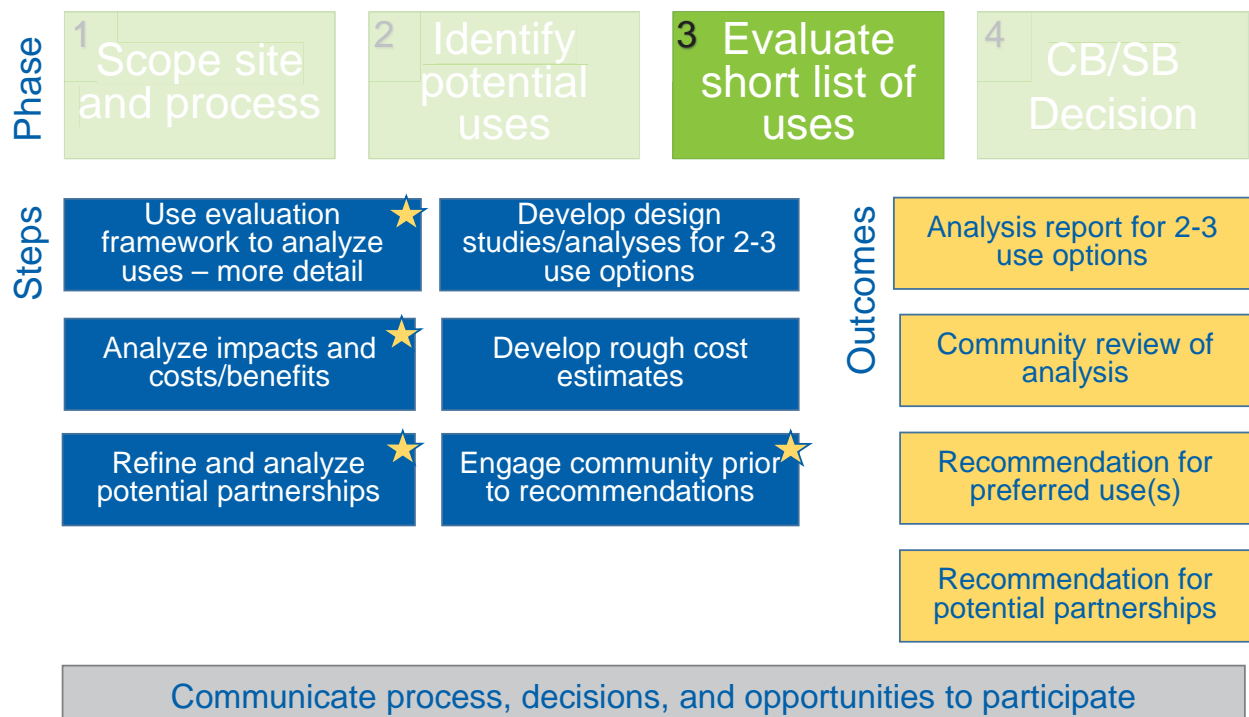 Phase
1
Scope site
and process
2
Identify
potential
uses
3
Evaluate
short list of
uses
4
CB/SB
Decision
Steps
Use evaluation
framework to analyze
uses – more detail
Develop design
studies/analyses for 2-3
use options
Analyze impacts and
costs/benefits
Develop rough cost
estimates
Refine and analyze
potential partnerships
Engage community prior
to recommendations
Outcomes
Analysis report for 2-3
use options
Community review of
analysis
Recommendation for
preferred use(s)
Recommendation for
potential partnerships
Communicate process, decisions, and opportunities to participate